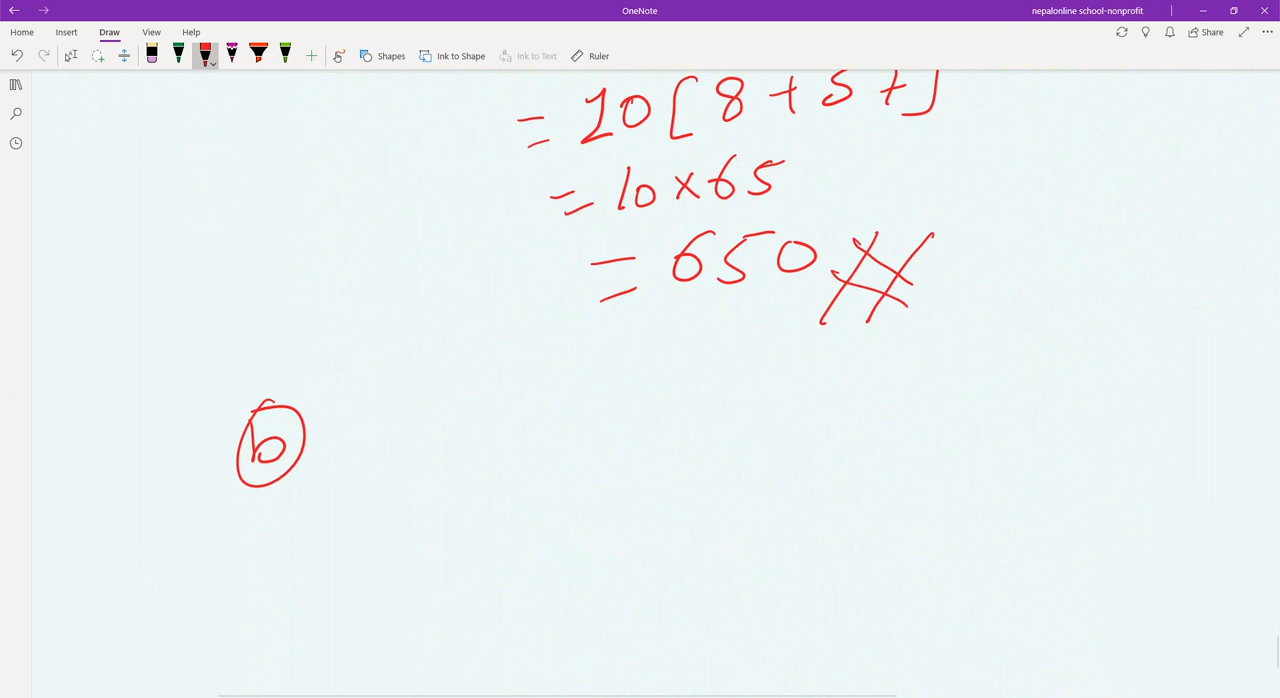 OneNote
nepalonline school-nonprofit
Home Insert Draw View Help
Shapes Ink to Shape Ink to Text Ruler Share
= 10[8+57]
= 10×65
= 650 #
b